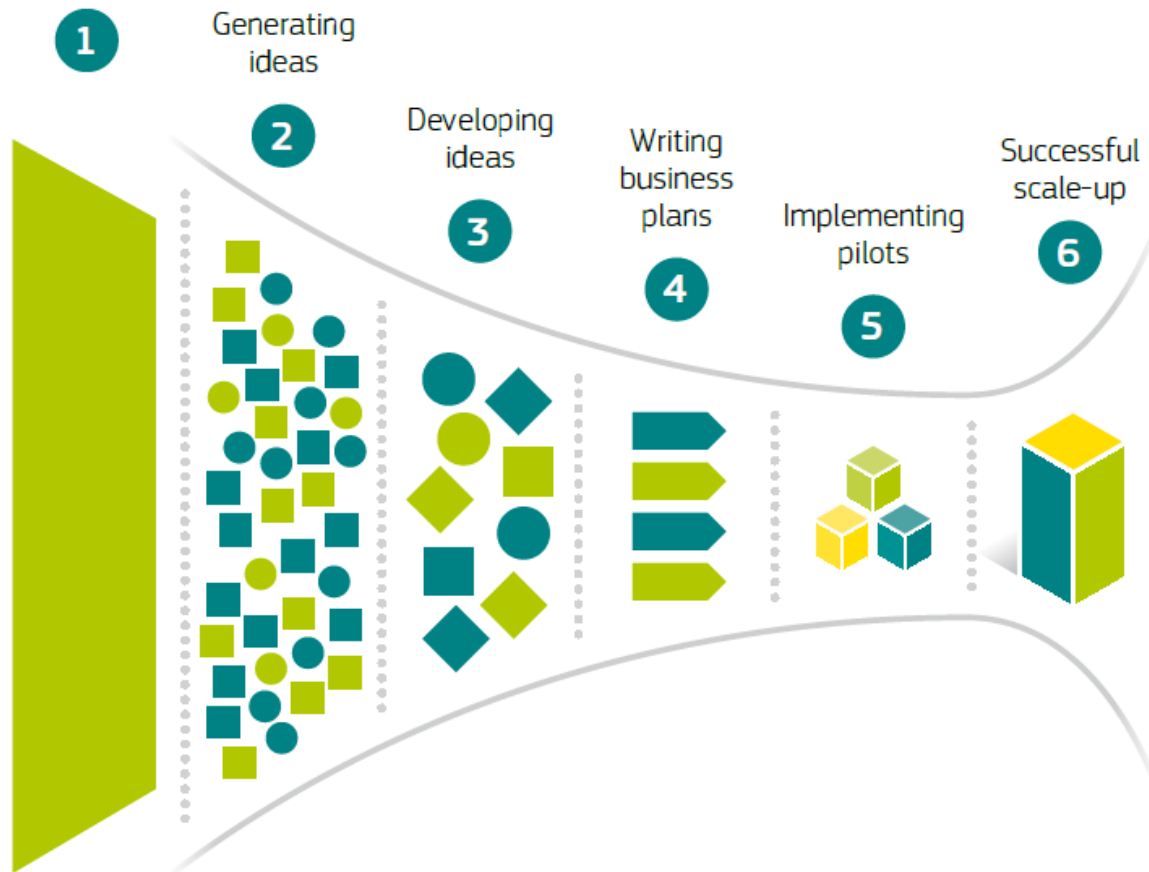 1
Generating
ideas
2
Developing
ideas
3
Writing
business
plans
4
Implementing
pilots
5
Successful
scale-up
6